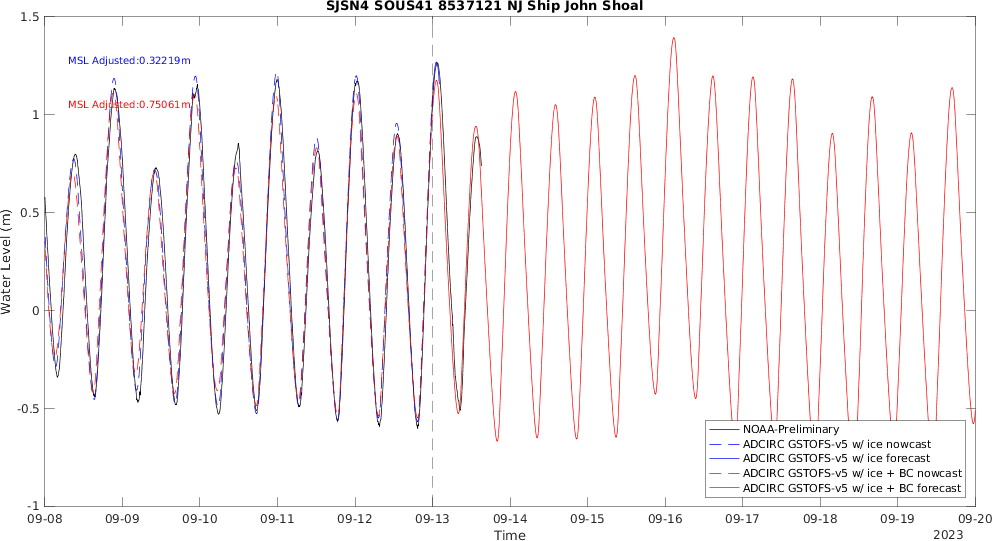 SJSN4 SOUS41 8537121 NJ Ship John Shoal
1.5
MSL Adjusted:0.32219m
MSL Adjusted:0.75061m
1
0.5
0
-0.5
-1
Water Level (m)
NOAA-Preliminary
ADCIRC GSTOFS-v5 w/ ice nowcast
ADCIRC GSTOFS-v5 w/ ice forecast
ADCIRC GSTOFS-v5 w/ ice + BC nowcast
ADCIRC GSTOFS-v5 w/ ice + BC forecast
09-08 09-09 09-10 09-11 09-12 09-13 09-14 09-15 09-16 09-17 09-18 09-19 09-20
Time
2023